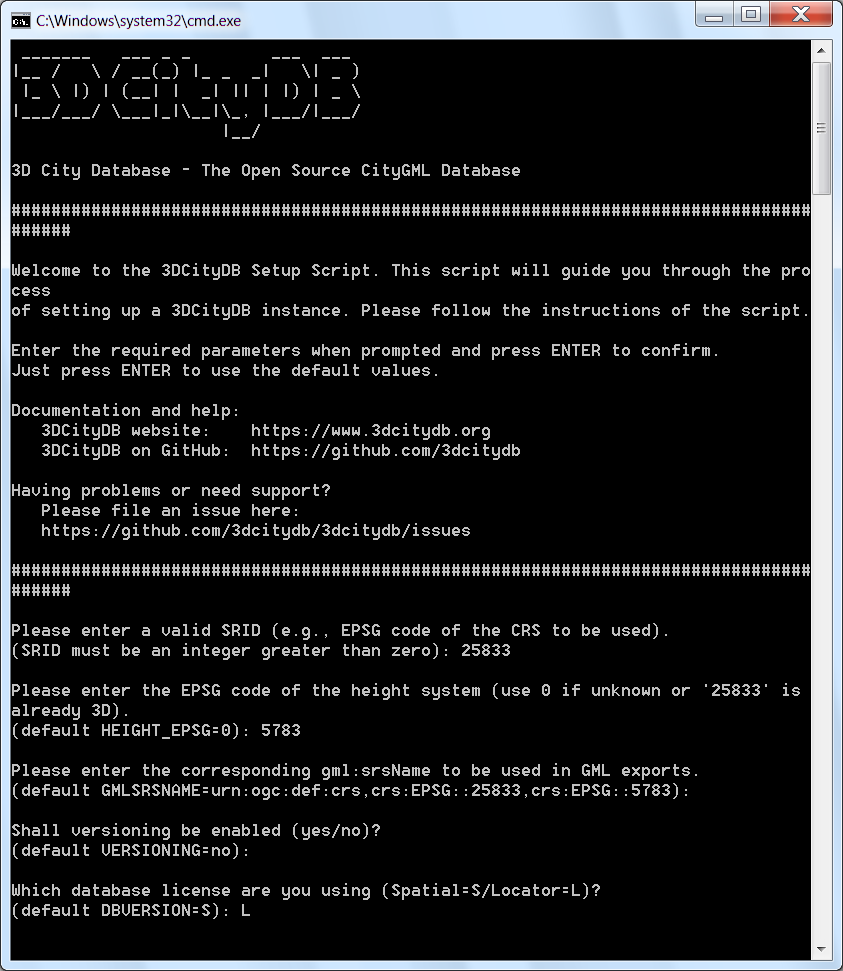 C:\Windows\system32\cmd.exe
3DCityDB
3D City Database - The Open Source CityGML Database
################################################################################
######
Welcome to the 3DCityDB Setup Script. This script will guide you through the pro
cess
of setting up a 3DCityDB instance. Please follow the instructions of the script.
Enter the required parameters when prompted and press ENTER to confirm.
Just press ENTER to use the default values.
Documentation and help:
   3DCityDB website:    https://www.3dcitydb.org
   3DCityDB on GitHub:  https://github.com/3dcitydb
Having problems or need support?
   Please file an issue here:
   https://github.com/3dcitydb/3dcitydb/issues
################################################################################
######
Please enter a valid SRID (e.g., EPSG code of the CRS to be used).
(SRID must be an integer greater than zero): 25833
Please enter the EPSG code of the height system (use 0 if unknown or '25833' is
already 3D).
(default HEIGHT_EPSG=0): 5783
Please enter the corresponding gml:srsName to be used in GML exports.
(default GMLSRSNAME=urn:ogc:def:crs,crs:EPSG::25833,crs:EPSG::5783):
Shall versioning be enabled (yes/no)?
(default VERSIONING=no):
Which database license are you using (Spatial=S/Locator=L)?
(default DBVERSION=S): L